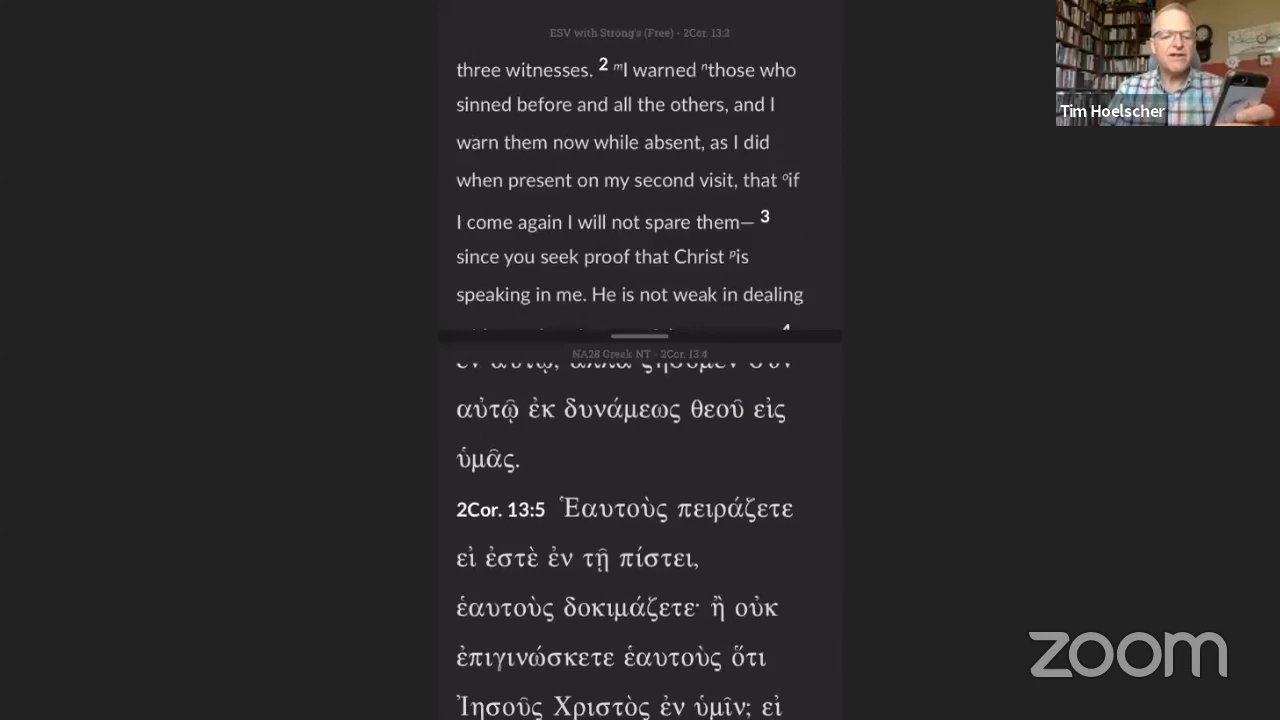 ESV with Strong's (Free) - 2Cor. 13:2
three witnesses. 2 mI warned nthose who
sinned before and all the others, and I
warn them now while absent, as I did
when present on my second visit, that oif
I come again I will not spare them— 3
since you seek proof that Christ pis
speaking in me. He is not weak in dealing
4
NA28 Greek NT - 2Cor. 13:4
αὐτῷ ἐκ δυνάμεως θεοῦ εἰς
ὑμᾶς.
2Cor. 13:5 Ἑαυτοὺς πειράζετε
εἰ ἐστὲ ἐν τῇ πίστει,
ἑαυτοὺς δοκιμάζετε· ἢ οὐκ
ἐπιγινώσκετε ἑαυτοὺς ὅτι
Ἰησοῦς Χριστὸς ἐν ὑμῖν; εἰ
Tim Hoelscher
zoom